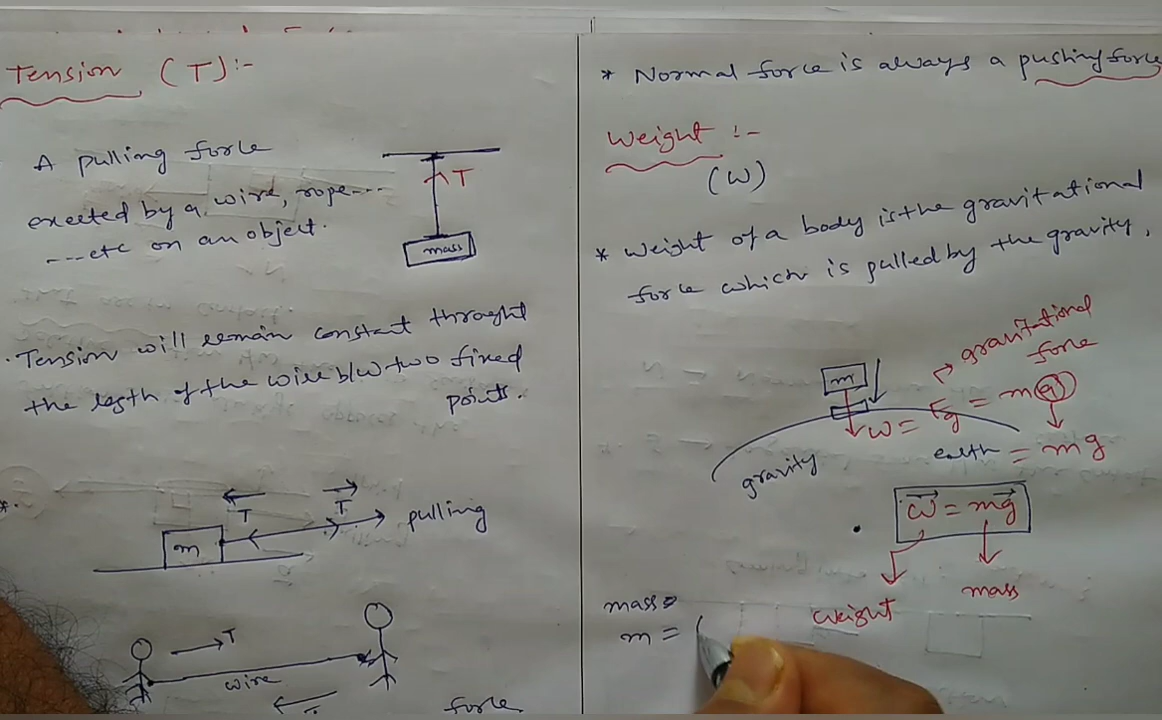 Tension (T):-
A pulling force
exerted by a wire, rope---
---etc on an object.
T
mass
Tension will remain constant throught
the legth of the wire b/w two fixed
points.
*.
T
T
pulling
m
T
wire
force
* Normal force is always a pushing force
Weight :-
(W)
* Weight of a body is the gravitational
force which is pulled by the gravity,
gravitational
force
m
W = Fg = m(a)
gravity
earth
= mg
W = mg
mass
weight
mass
m = (